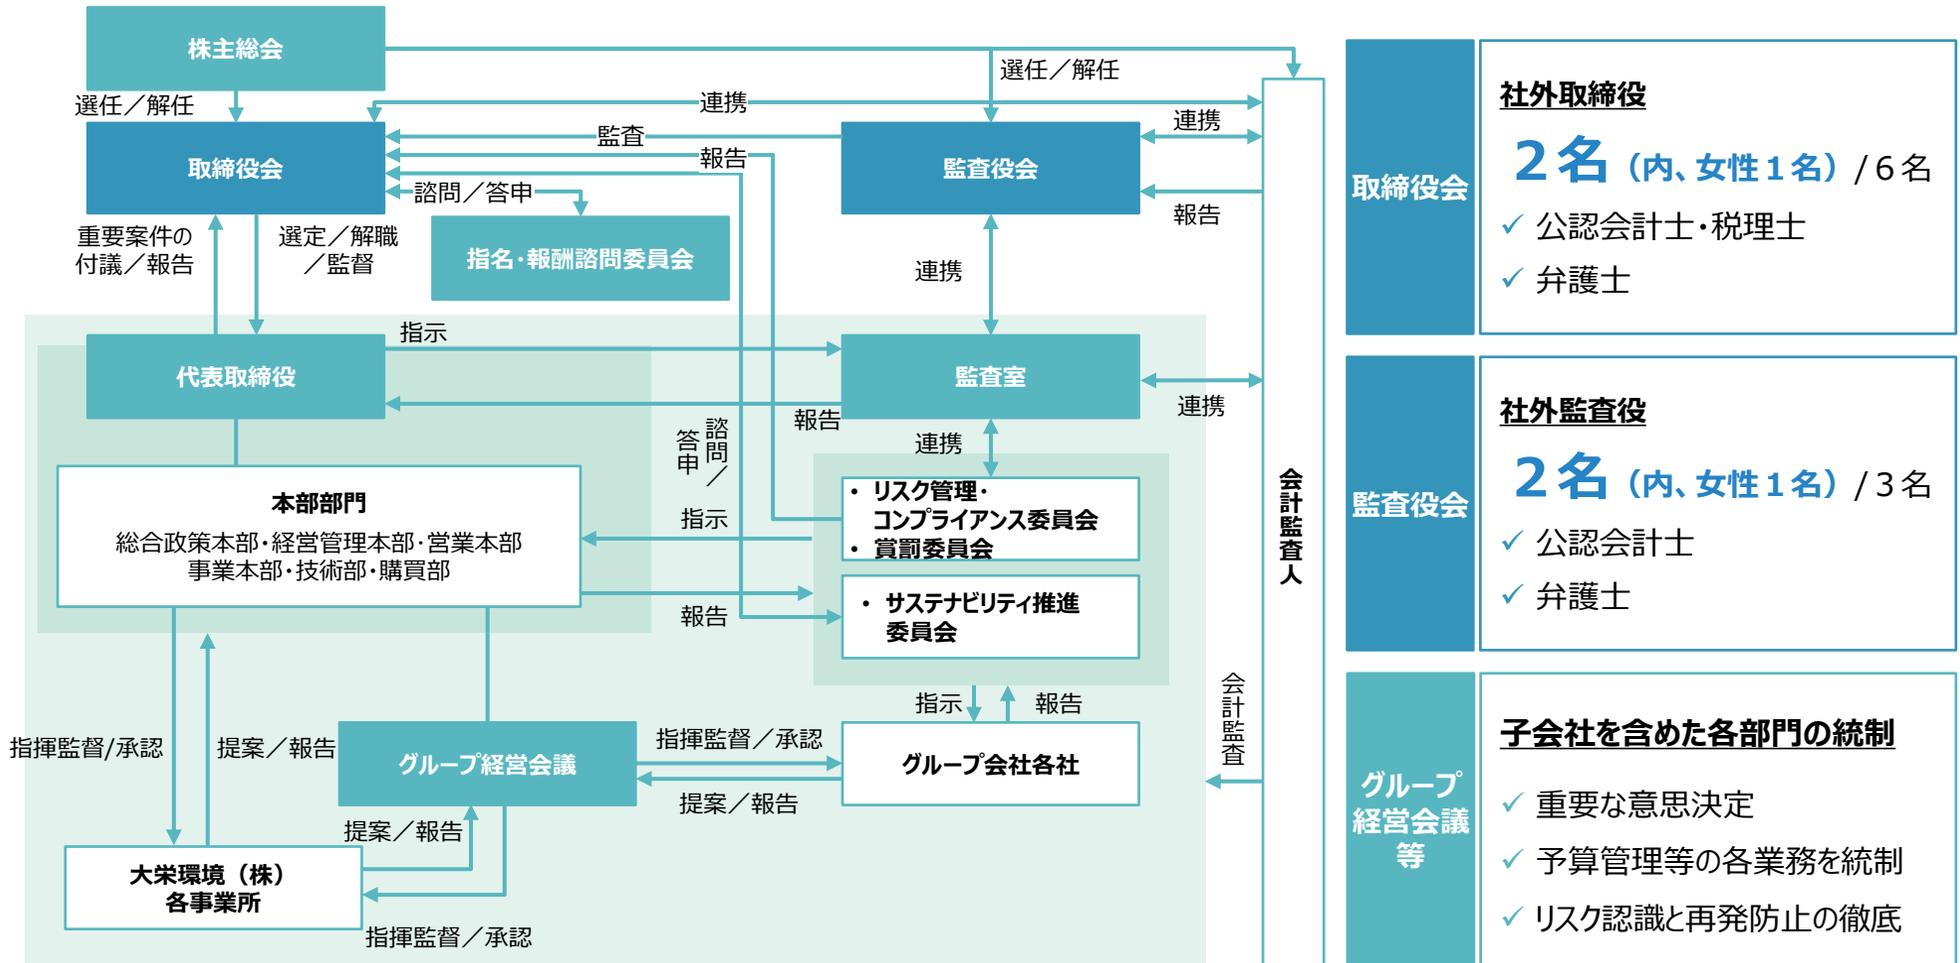 株主総会
選任／解任
選任／解任
連携
監査
報告
連携
取締役会
監査役会
諮問／答申
報告
重要案件の
付議／報告
選定／解職
／監督
指名・報酬諮問委員会
連携
指示
代表取締役
監査室
報告
連携
諮問／
答申
連携
本部部門
総合政策本部・経営管理本部・営業本部
事業本部・技術部・購買部
指示
報告
• リスク管理・
コンプライアンス委員会
• 賞罰委員会
• サステナビリティ推進
委員会
会計監査人
指示
報告
会計監査
指揮監督/承認
提案／報告
グループ経営会議
指揮監督／承認
提案／報告
グループ会社各社
提案／報告
大栄環境（株）
各事業所
指揮監督／承認
取締役会
社外取締役
２名（内、女性１名）/６名
✓ 公認会計士・税理士
✓ 弁護士
監査役会
社外監査役
２名（内、女性１名）/３名
✓ 公認会計士
✓ 弁護士
グループ
経営会議
等
子会社を含めた各部門の統制
✓ 重要な意思決定
✓ 予算管理等の各業務を統制
✓ リスク認識と再発防止の徹底